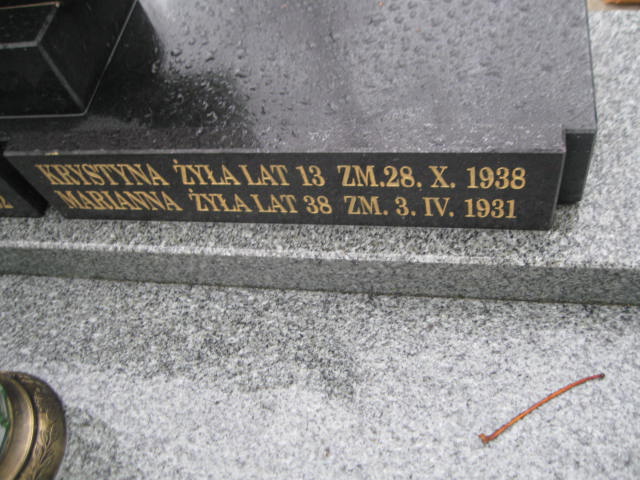 KRYSTYNA ŻYŁA LAT 13 ZM.28. X. 1938
MARIANNA ŻYŁA LAT 38 ZM. 3. IV. 1931